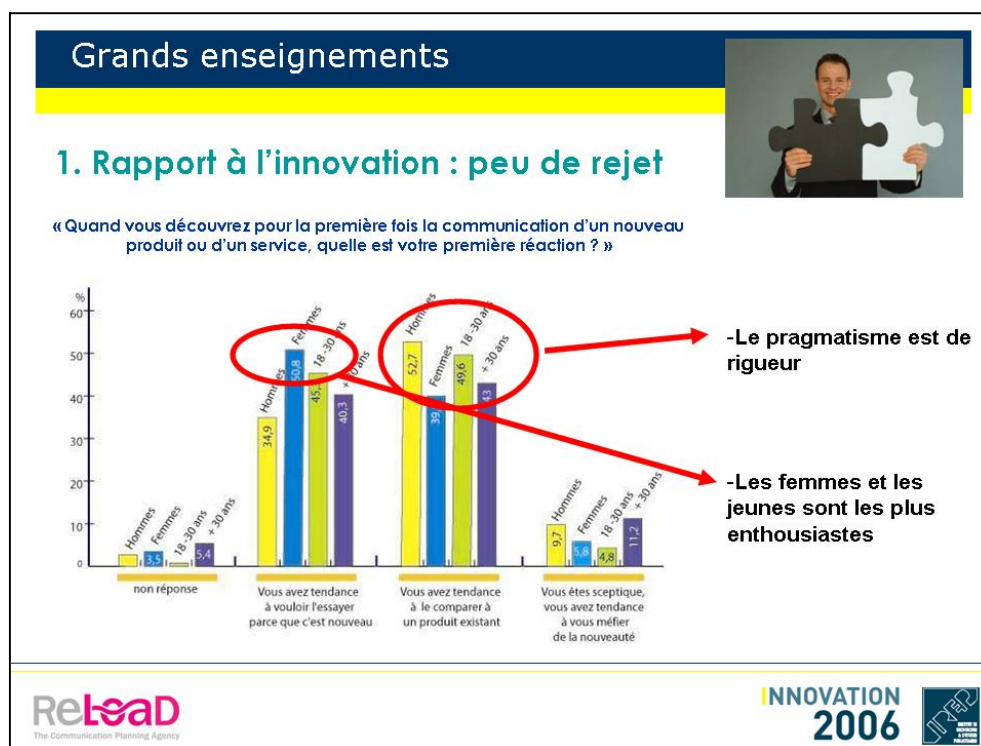 Grands enseignements
1. Rapport à l'innovation : peu de rejet
« Quand vous découvrez pour la première fois la communication d'un nouveau
produit ou d'un service, quelle est votre première réaction ? »
%
60
50
40
30
20
10
0
Hommes
Femmes
3,5
18-30 ans
+ 30 ans
5,4
non réponse
Hommes
34,9
Femmes
50,8
18-30 ans
+ 30 ans
40,3
Vous avez tendance
à vouloir l'essayer
parce que c'est nouveau
Hommes
52,7
Femmes
18-30 ans
49,6
+ 30 ans
43
Vous avez tendance
à le comparer à
un produit existant
Hommes
9,7
Femmes
5,8
18-30 ans
4,8
+ 30 ans
11,2
Vous êtes sceptique,
vous avez tendance
à vous méfier
de la nouveauté
-Le pragmatisme est de
rigueur
-Les femmes et les
jeunes sont les plus
enthousiastes
ReLoaD
The Communication Planning Agency
INNOVATION
2006
IREP